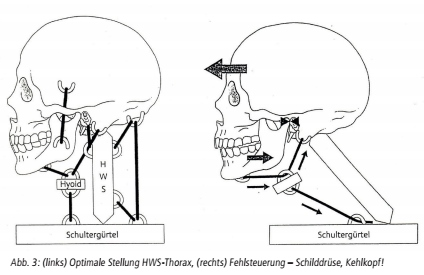 H
W
S
Hyoid
Schultergürtel
Schultergürtel
Abb. 3: (links) Optimale Stellung HWS-Thorax, (rechts) Fehlsteuerung – Schilddrüse, Kehlkopf!